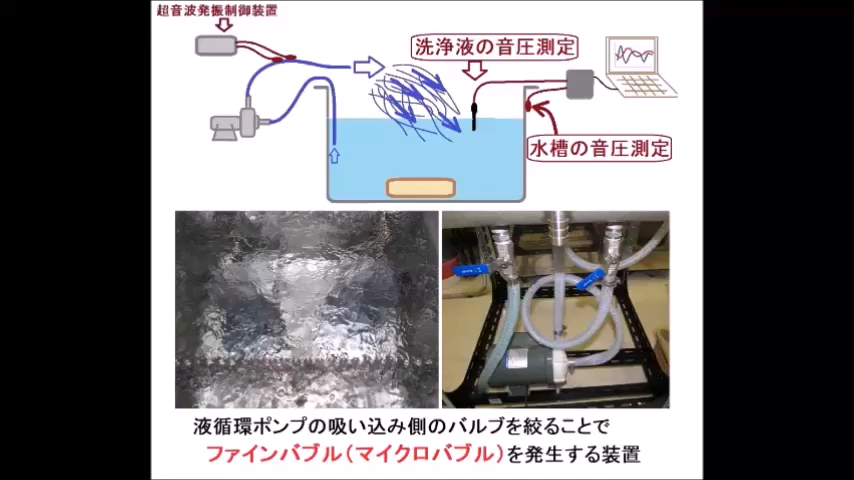 超音波発振制御装置
洗浄液の音圧測定
水槽の音圧測定
液循環ポンプの吸い込み側のバルブを絞ることで
ファインバブル(マイクロバブル)を発生する装置